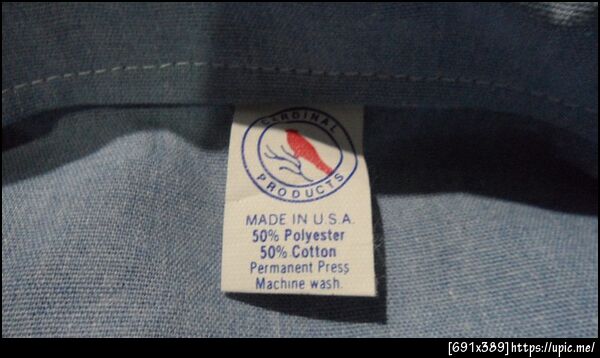 CARDINAL
PRODUCTS
MADE IN U.S.A.
50% Polyester
50% Cotton
Permanent Press
Machine wash.
[691x389]https://upic.me/